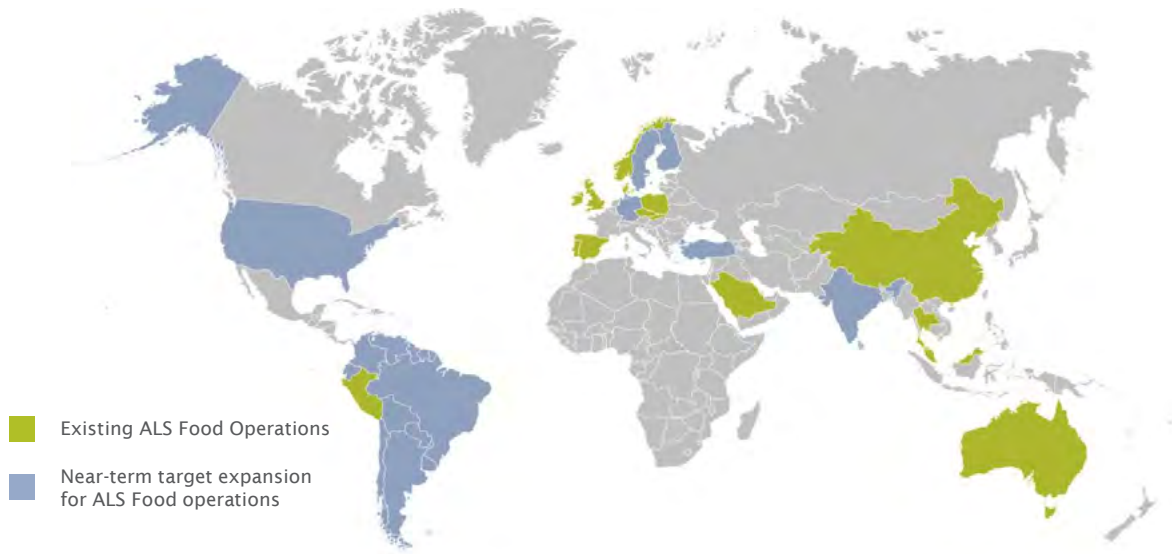 Existing ALS Food Operations
Near-term target expansion
for ALS Food operations